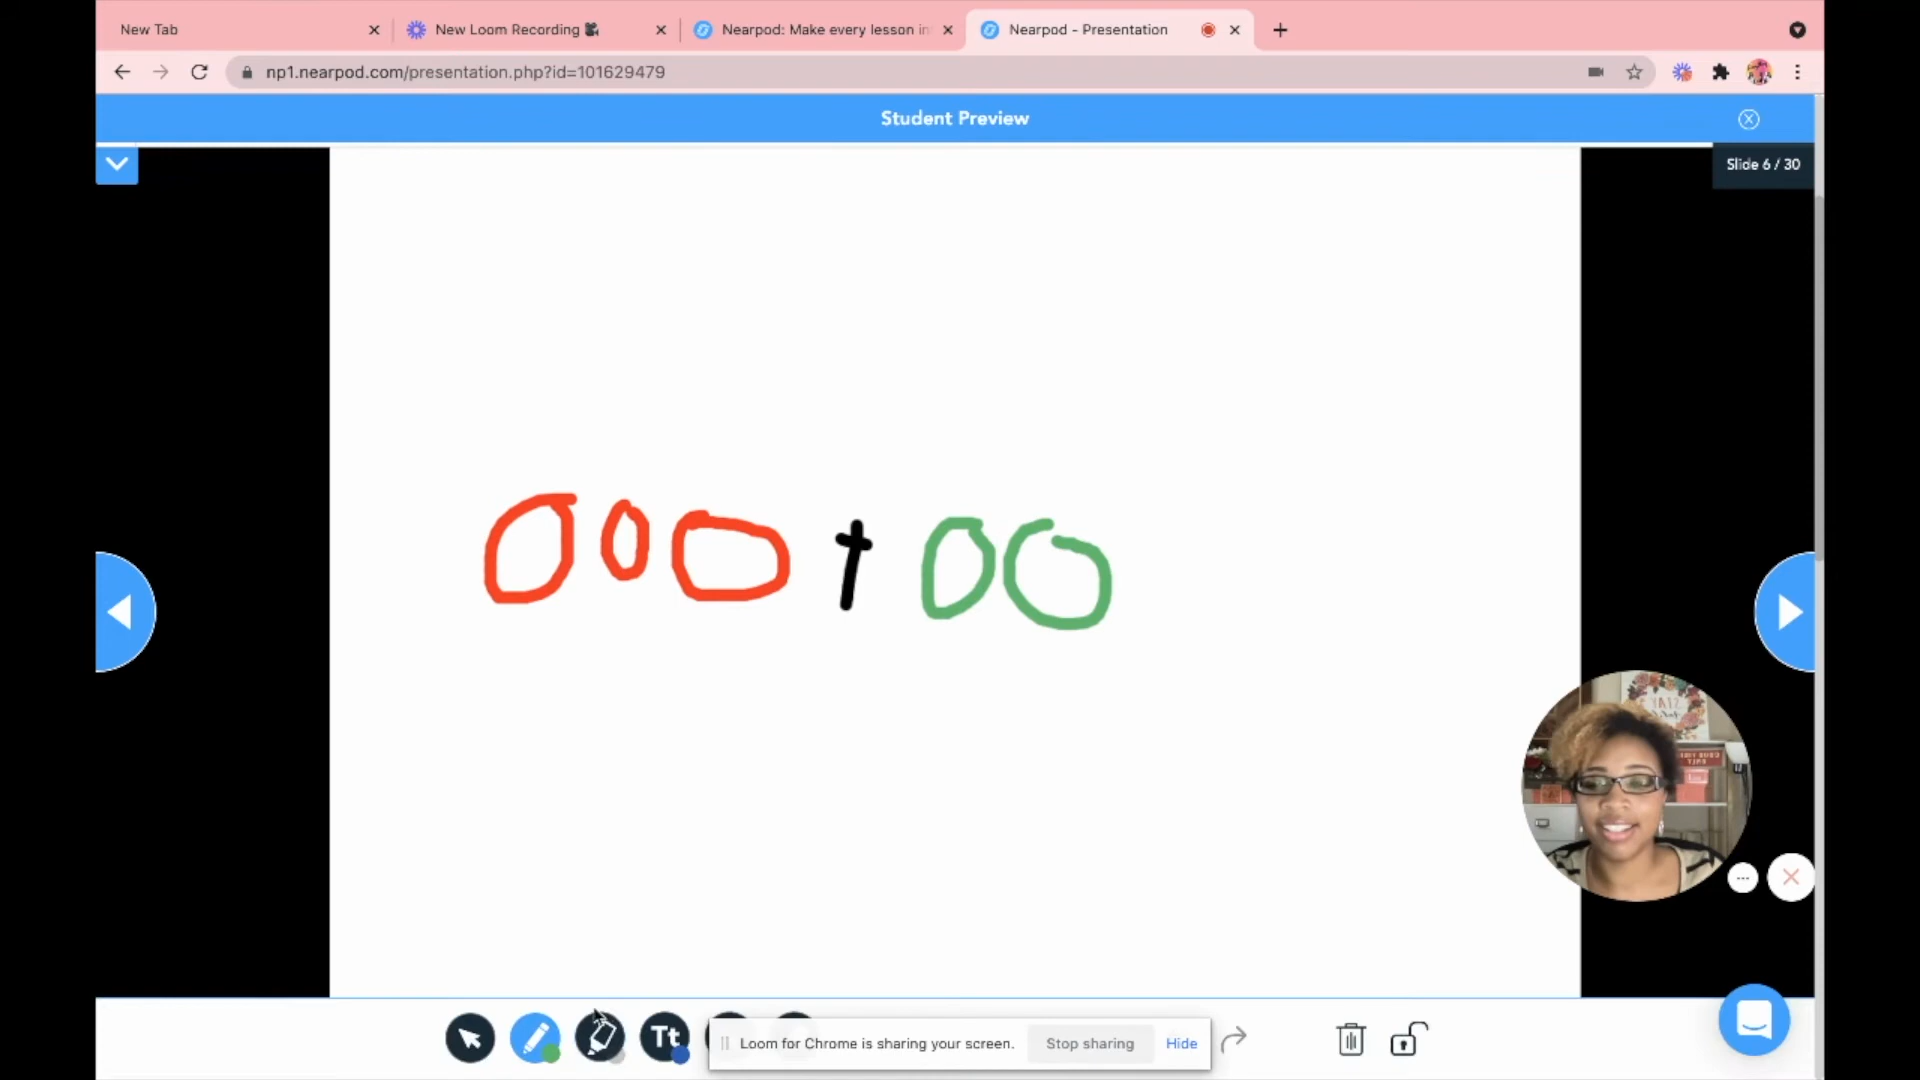 New Tab
New Loom Recording
Nearpod: Make every lesson in
Nearpod - Presentation
np1.nearpod.com/presentation.php?id=101629479
Student Preview
Slide 6 / 30
+
Tt
Loom for Chrome is sharing your screen.
Stop sharing
Hide